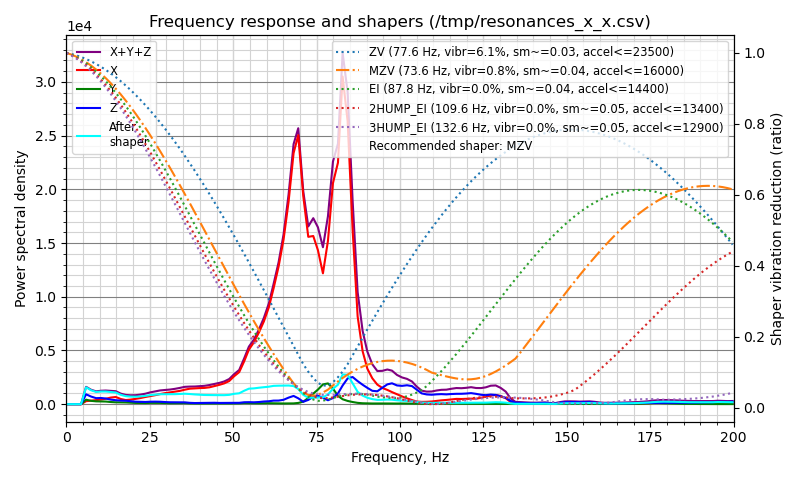 Frequency response and shapers (/tmp/resonances_x_x.csv)
1e4
X+Y+Z
X
Y
Z
After
shaper
ZV (77.6 Hz, vibr=6.1%, sm~=0.03, accel<=23500)
MZV (73.6 Hz, vibr=0.8%, sm~=0.04, accel<=16000)
EI (87.8 Hz, vibr=0.0%, sm~=0.04, accel<=14400)
2HUMP_EI (109.6 Hz, vibr=0.0%, sm~=0.05, accel<=13400)
3HUMP_EI (132.6 Hz, vibr=0.0%, sm~=0.05, accel<=12900)
Recommended shaper: MZV
Power spectral density
3.0
2.5
2.0
1.5
1.0
0.5
0.0
1.0
0.8
0.6
0.4
0.2
0.0
Shaper vibration reduction (ratio)
0 25 50 75 100 125 150 175 200
Frequency, Hz